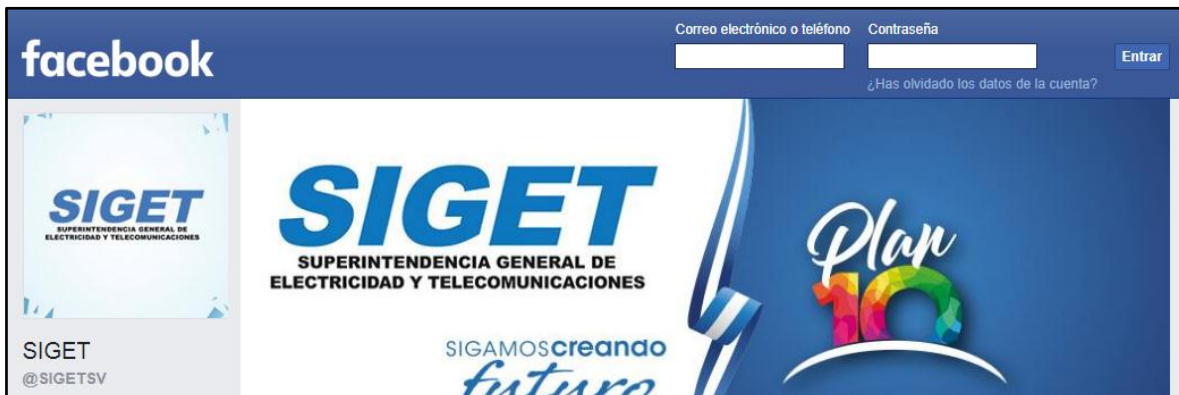 facebook
Correo electrónico o teléfono
Contraseña
Entrar
¿Has olvidado los datos de la cuenta?
SIGET
SUPERINTENDENCIA GENERAL DE
ELECTRICIDAD Y TELECOMUNICACIONES
SIGET
@SIGETSV
SIGET
SUPERINTENDENCIA GENERAL DE
ELECTRICIDAD Y TELECOMUNICACIONES
SIGAMOScreando
futuro
Plan
10